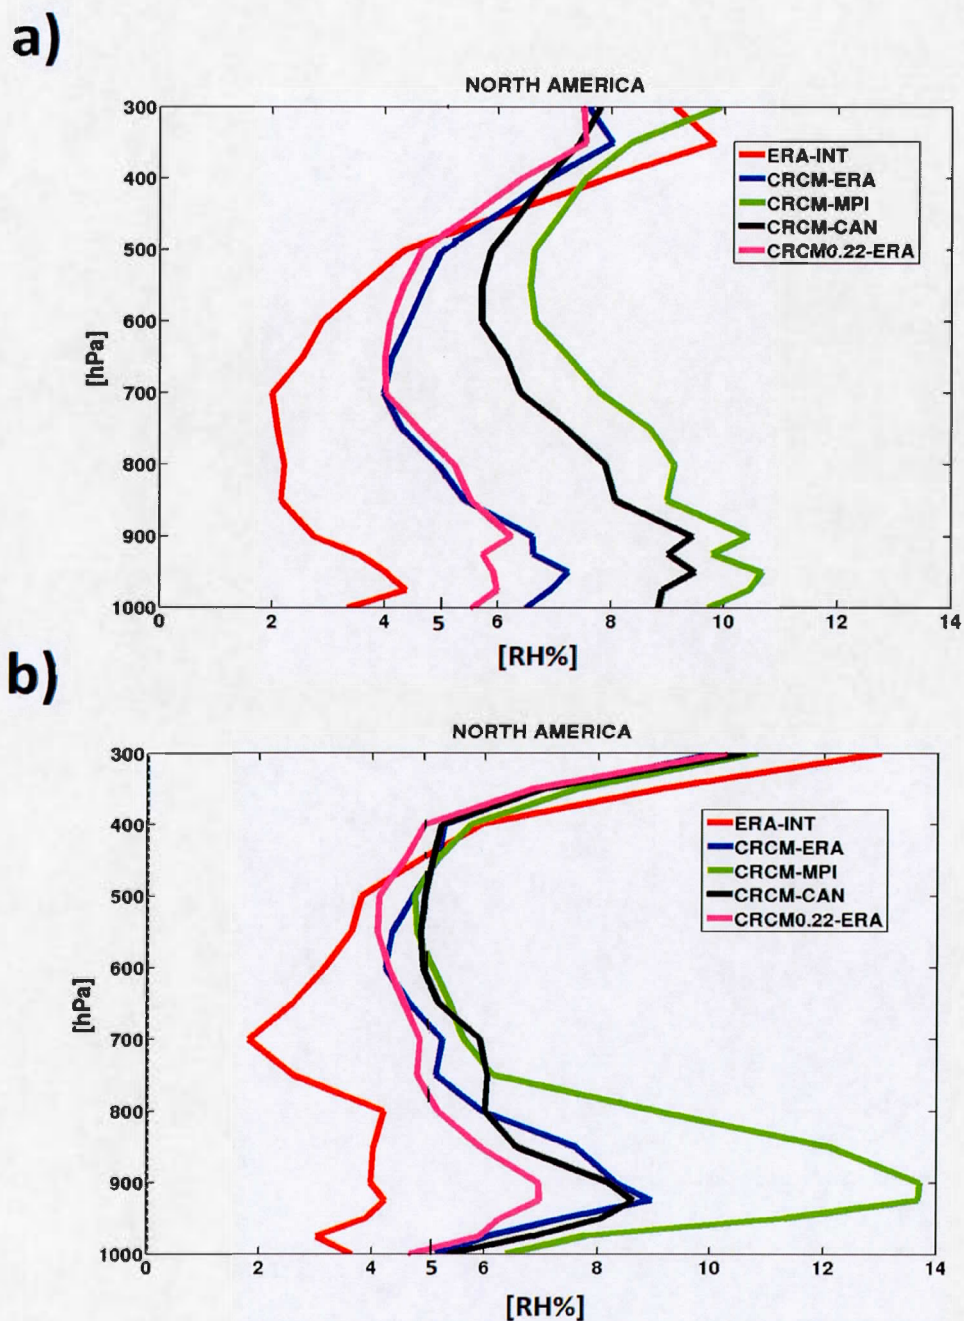 a)
NORTH AMERICA
300
400
500
600
700
800
900
1000
[hPa]
ERA-INT
CRCM-ERA
CRCM-MPI
CRCM-CAN
CRCM0.22-ERA
0 2 4 5 6 8 10 12 14
[RH%]
b)
NORTH AMERICA
300
400
500
600
700
800
900
1000
[hPa]
ERA-INT
CRCM-ERA
CRCM-MPI
CRCM-CAN
CRCM0.22-ERA
0 2 4 5 6 8 10 12 14
[RH%]